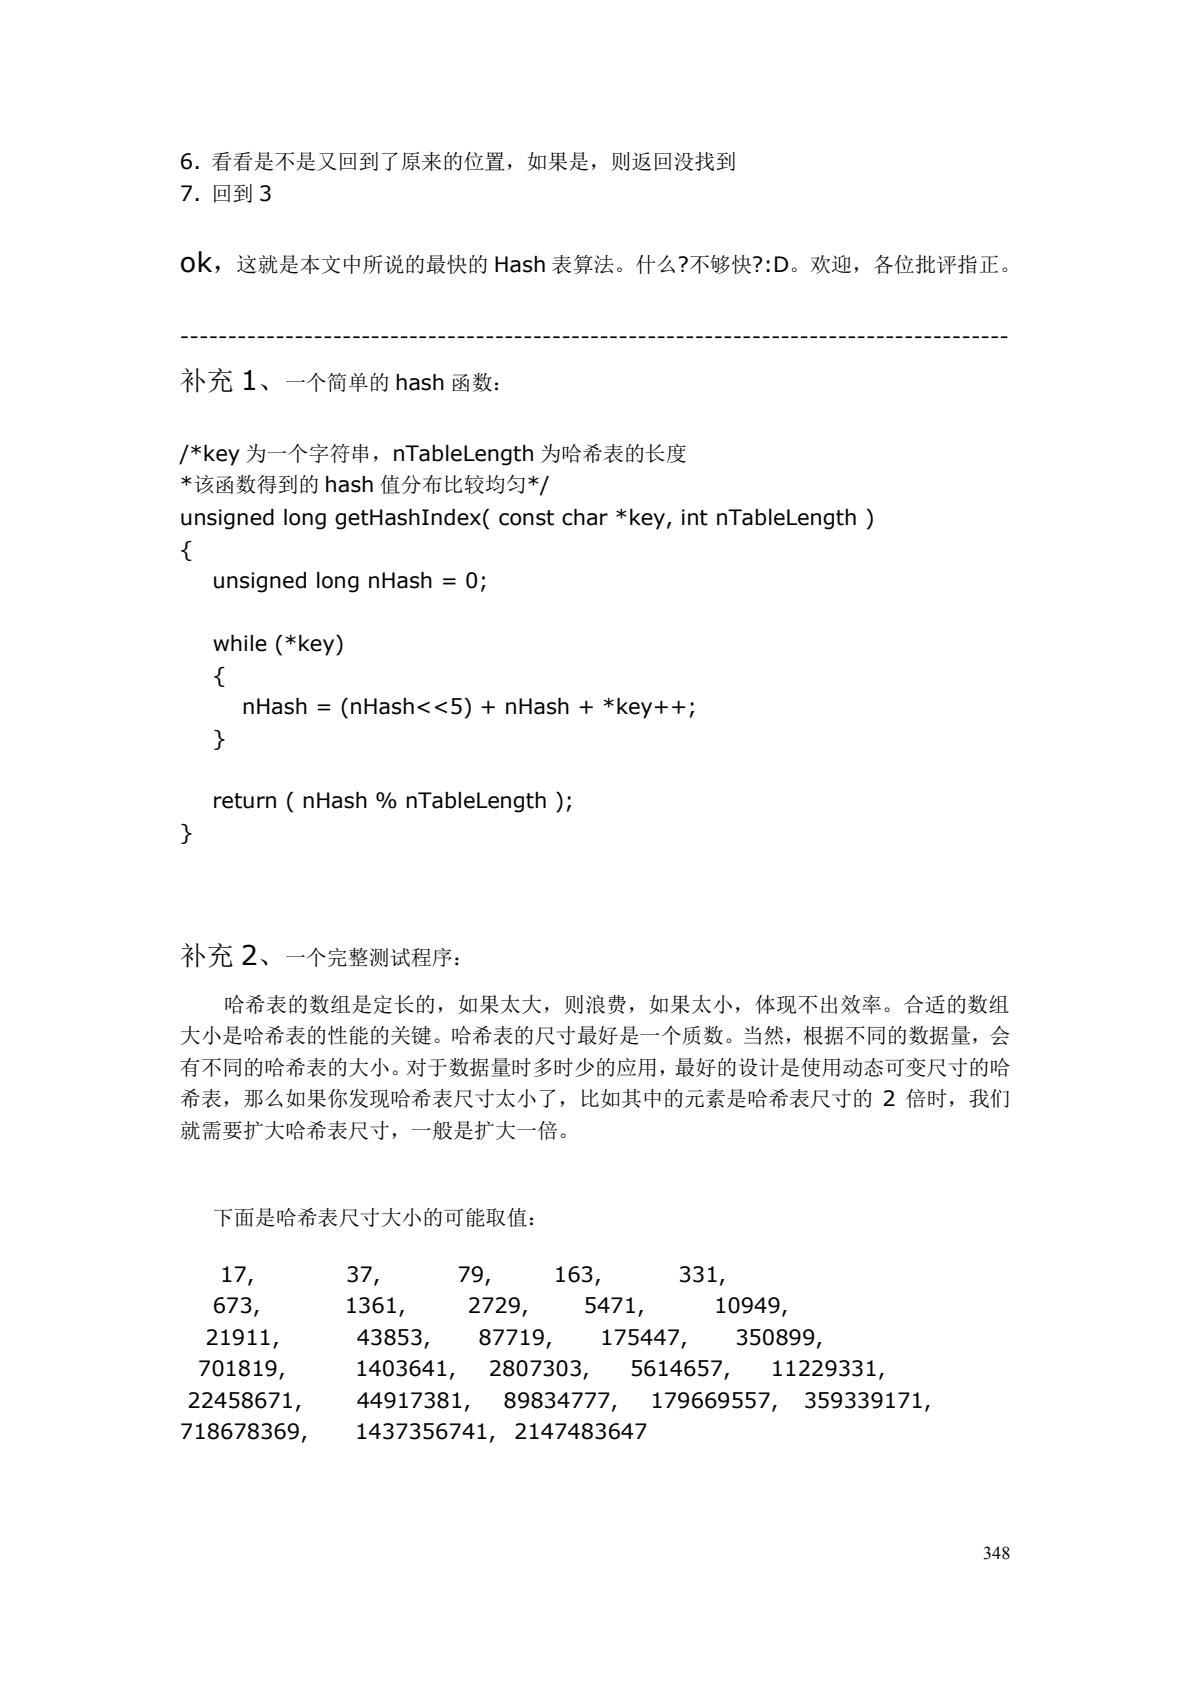 6. 看看是不是又回到了原来的位置，如果是，则返回没找到
7. 回到 3
ok，这就是本文中所说的最快的 Hash 表算法。什么?不够快?:D。欢迎，各位批评指正。
----------------------------------------------------------------------------------------
补充 1、一个简单的 hash 函数：
/*key 为一个字符串，nTableLength 为哈希表的长度
*该函数得到的 hash 值分布比较均匀*/
unsigned long getHashIndex( const char *key, int nTableLength )
{
unsigned long nHash = 0;
while (*key)
{
nHash = (nHash<<5) + nHash + *key++;
}
return ( nHash % nTableLength );
}
补充 2、一个完整测试程序：
哈希表的数组是定长的，如果太大，则浪费，如果太小，体现不出效率。合适的数组
大小是哈希表的性能的关键。哈希表的尺寸最好是一个质数。当然，根据不同的数据量，会
有不同的哈希表的大小。对于数据量时多时少的应用，最好的设计是使用动态可变尺寸的哈
希表，那么如果你发现哈希表尺寸太小了，比如其中的元素是哈希表尺寸的 2 倍时，我们
就需要扩大哈希表尺寸，一般是扩大一倍。
下面是哈希表尺寸大小的可能取值：
17, 37, 79, 163, 331,
673, 1361, 2729, 5471, 10949,
21911, 43853, 87719, 175447, 350899,
701819, 1403641, 2807303, 5614657, 11229331,
22458671, 44917381, 89834777, 179669557, 359339171,
718678369, 1437356741, 2147483647
348